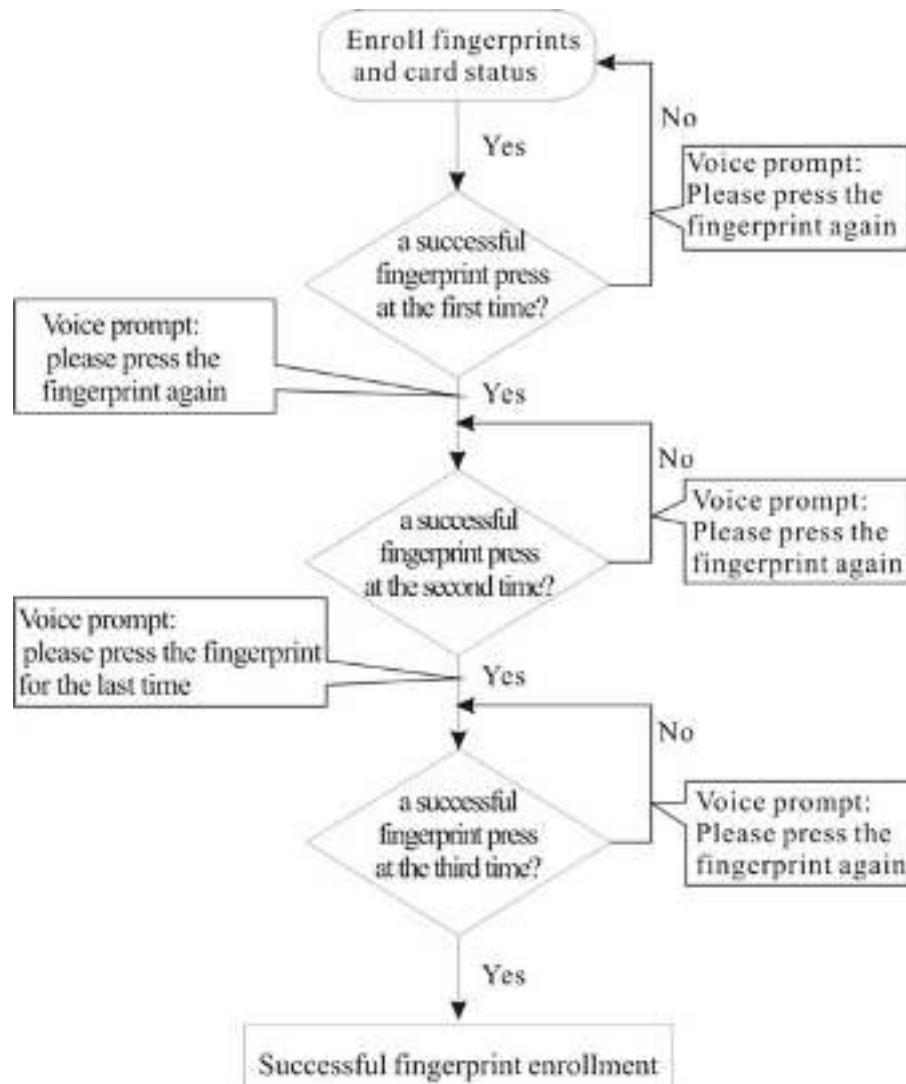 Enroll fingerprints
and card status
Yes
No
Voice prompt:
Please press the
fingerprint again
a successful
fingerprint press
at the first time?
Voice prompt:
please press the
fingerprint again
Yes
No
Voice prompt:
Please press the
fingerprint again
a successful
fingerprint press
at the second time?
Voice prompt:
please press the fingerprint
for the last time
Yes
No
Voice prompt:
Please press the
fingerprint again
a successful
fingerprint press
at the third time?
Yes
Successful fingerprint enrollment